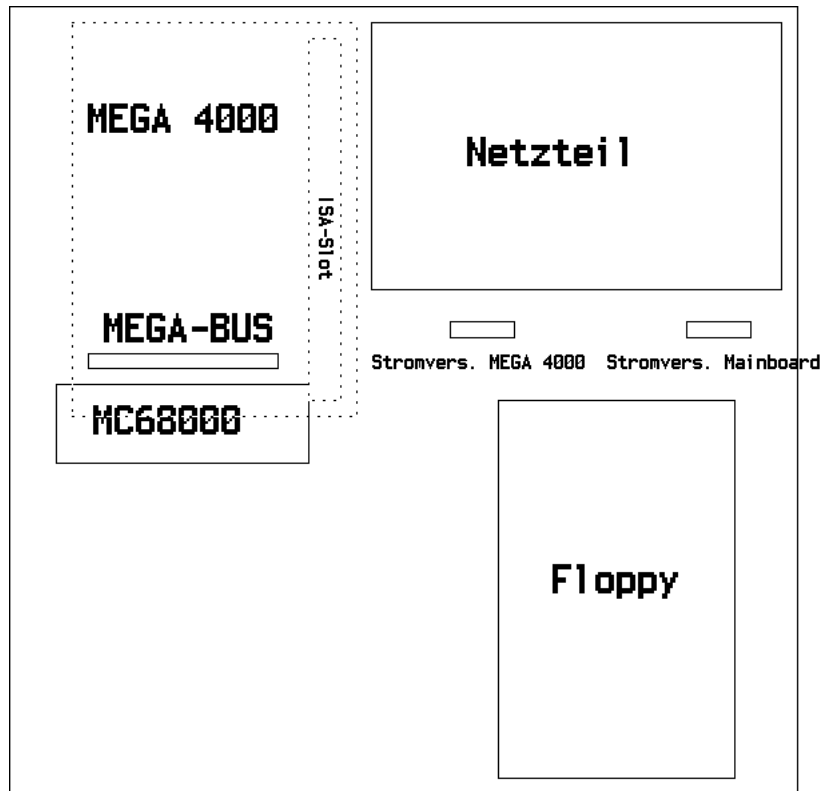 MEGA 4000
Netzteil
ISA-Slot
MEGA-BUS
Stromvers. MEGA 4000
Stromvers. Mainboard
MC68000
Floppy